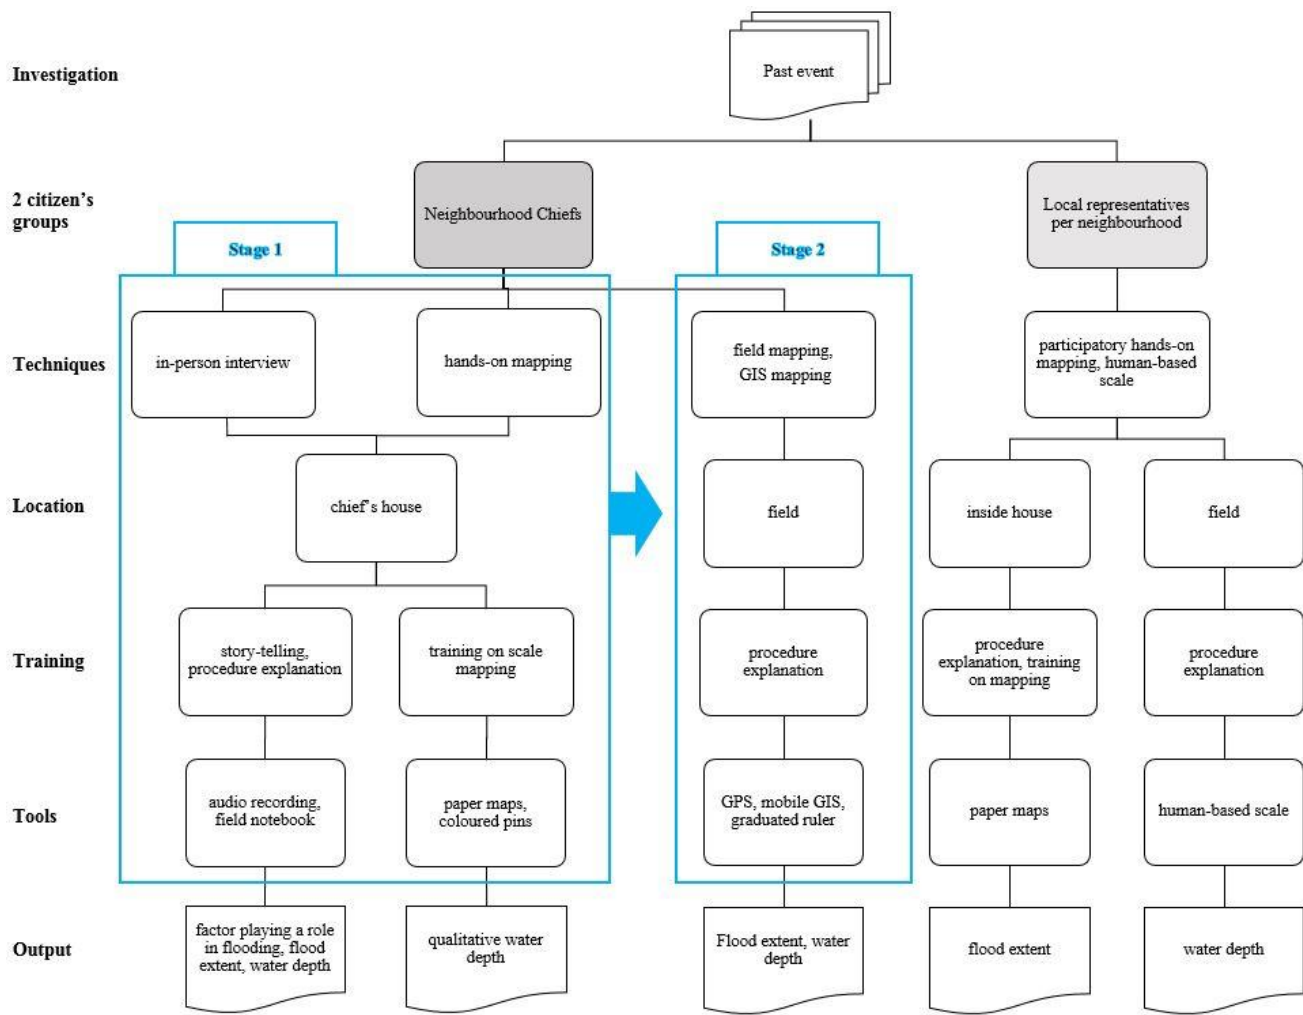 Investigation
Past event
2 citizen’s
groups
Neighbourhood Chiefs
Local representatives
per neighbourhood
Stage 1
Stage 2
Techniques
in-person interview
hands-on mapping
field mapping,
GIS mapping
participatory hands-on
mapping, human-based
scale
Location
chief’s house
field
inside house
field
Training
story-telling,
procedure explanation
training on scale
mapping
procedure
explanation
procedure
explanation, training
on mapping
procedure
explanation
Tools
audio recording,
field notebook
paper maps,
coloured pins
GPS, mobile GIS,
graduated ruler
paper maps
human-based scale
Output
factor playing a role
in flooding, flood
extent, water depth
qualitative water
depth
Flood extent, water
depth
flood extent
water depth